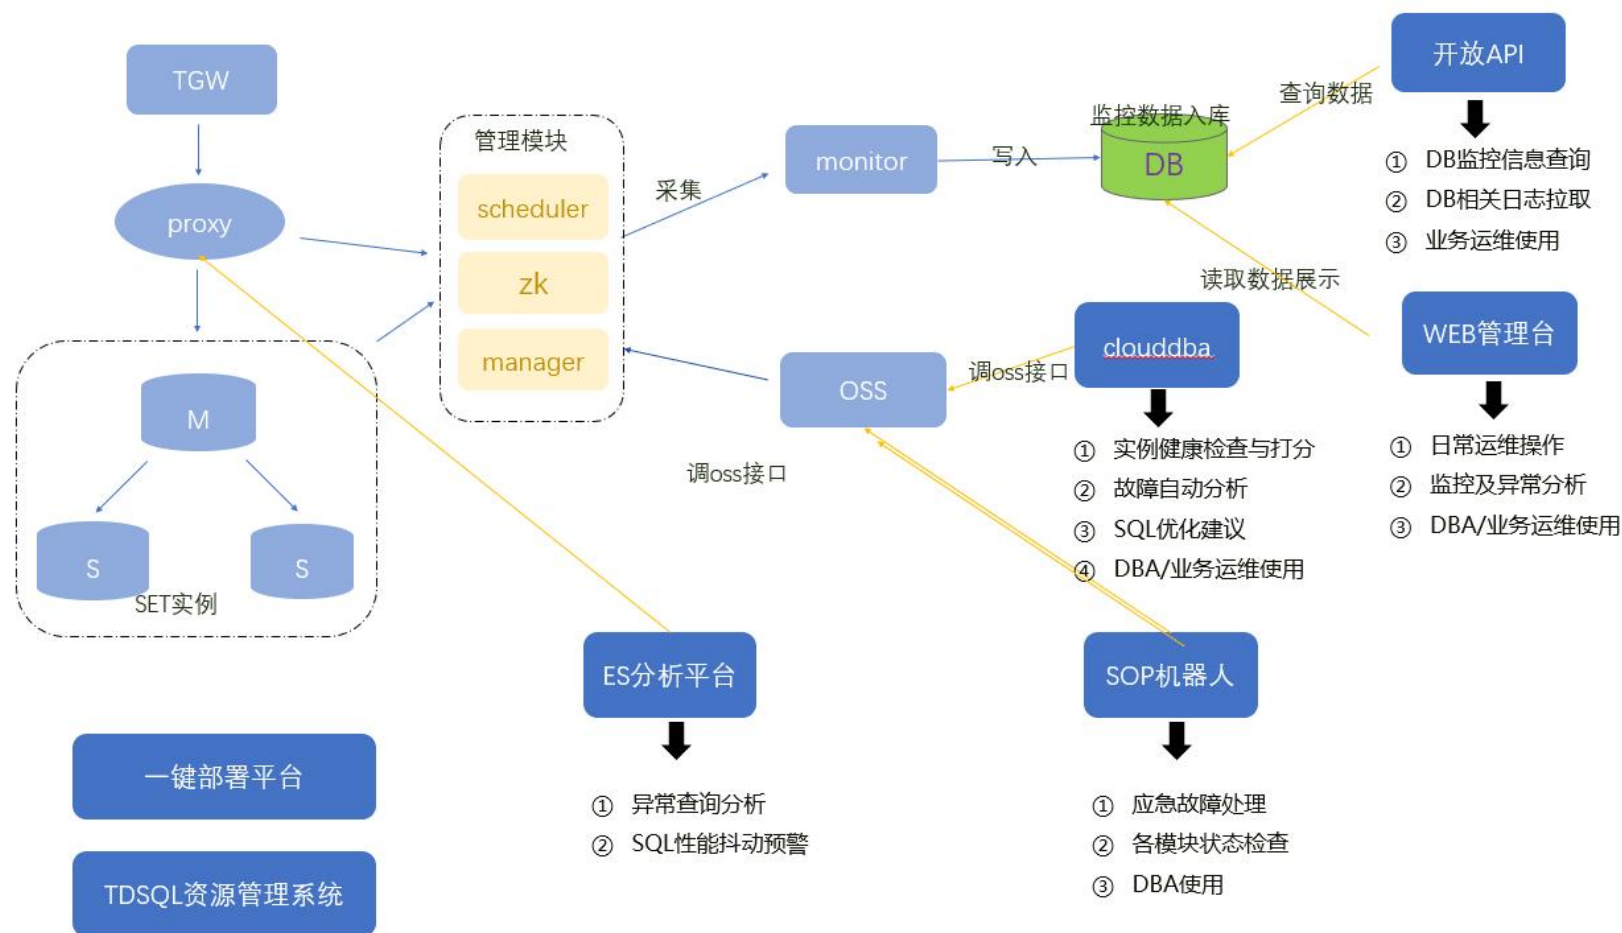 TGW
proxy
管理模块
scheduler
zk
manager
采集
monitor
写入
监控数据入库
DB
查询数据
开放API
① DB监控信息查询
② DB相关日志拉取
③ 业务运维使用
读取数据展示
WEB管理台
① 日常运维操作
② 监控及异常分析
③ DBA/业务运维使用
clouddba
调oss接口
OSS
① 实例健康检查与打分
② 故障自动分析
③ SQL优化建议
④ DBA/业务运维使用
调oss接口
M
S
S
SET实例
ES分析平台
① 异常查询分析
② SQL性能抖动预警
SOP机器人
① 应急故障处理
② 各模块状态检查
③ DBA使用
一键部署平台
TDSQL资源管理系统